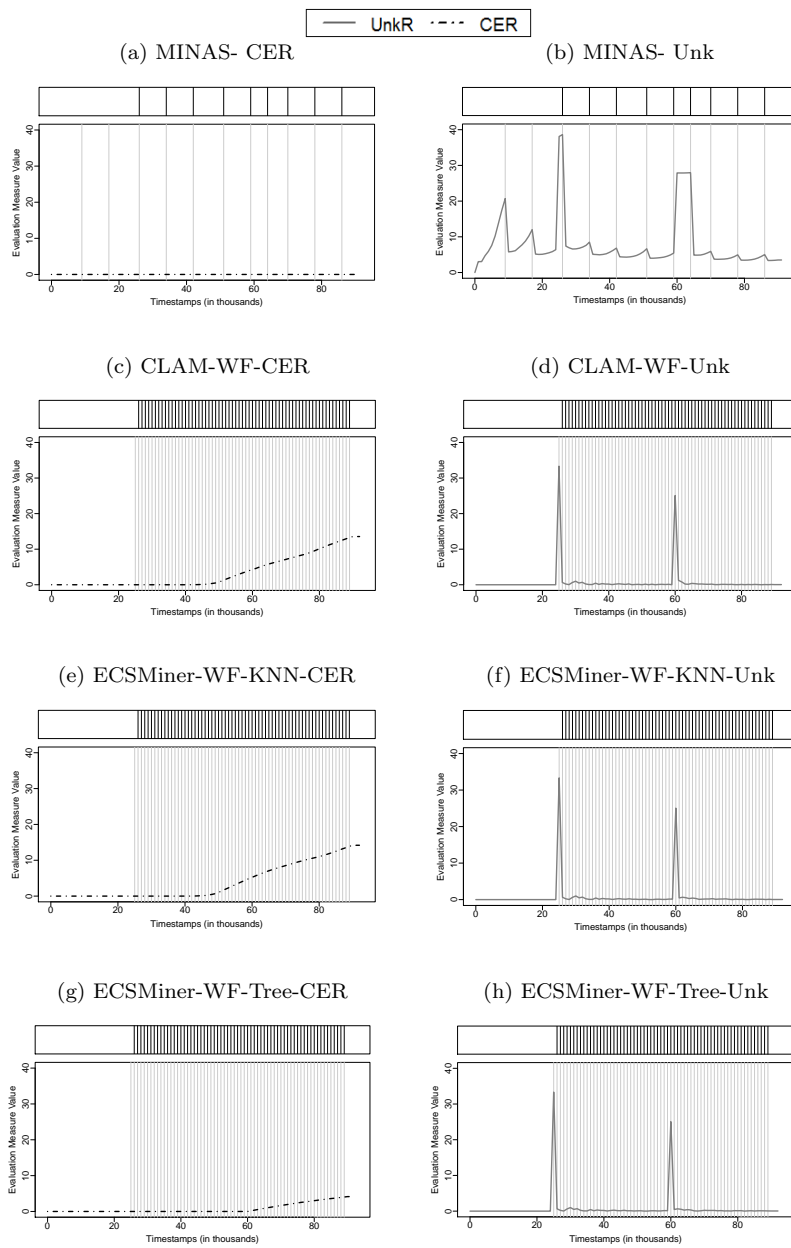 UnkR CER
(a) MINAS- CER
(b) MINAS- Unk
Evaluation Measure Value
0 10 20 30 40
0 20 40 60 80
Timestamps (in thousands)
Evaluation Measure Value
0 10 20 30 40
0 20 40 60 80
Timestamps (in thousands)
(c) CLAM-WF-CER
(d) CLAM-WF-Unk
Evaluation Measure Value
0 10 20 30 40
0 20 40 60 80
Timestamps (in thousands)
Evaluation Measure Value
0 10 20 30 40
0 20 40 60 80
Timestamps (in thousands)
(e) ECSMiner-WF-KNN-CER
(f) ECSMiner-WF-KNN-Unk
Evaluation Measure Value
0 10 20 30 40
0 20 40 60 80
Timestamps (in thousands)
Evaluation Measure Value
0 10 20 30 40
0 20 40 60 80
Timestamps (in thousands)
(g) ECSMiner-WF-Tree-CER
(h) ECSMiner-WF-Tree-Unk
Evaluation Measure Value
0 10 20 30 40
0 20 40 60 80
Timestamps (in thousands)
Evaluation Measure Value
0 10 20 30 40
0 20 40 60 80
Timestamps (in thousands)